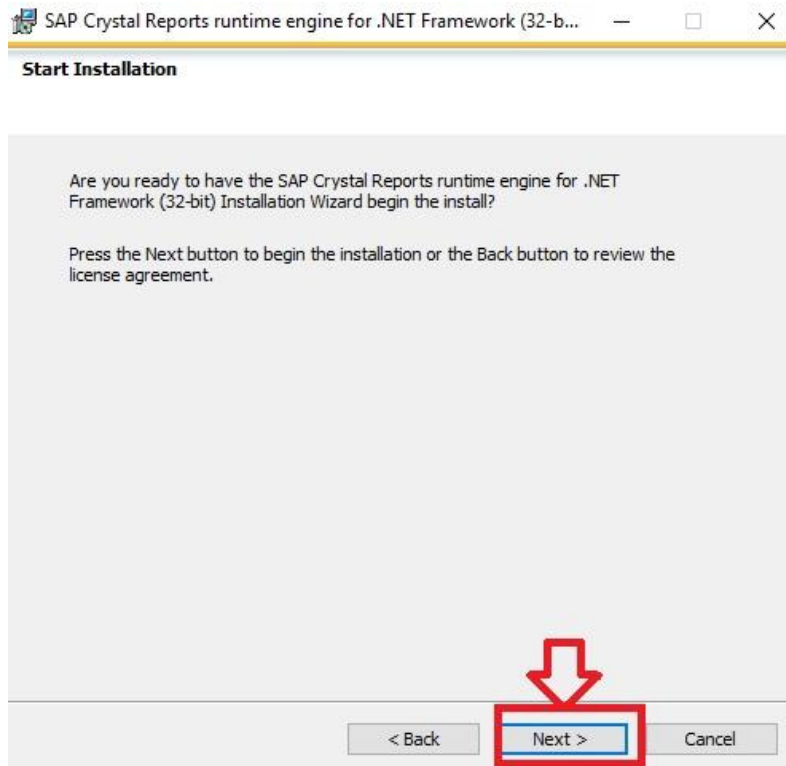 SAP Crystal Reports runtime engine for .NET Framework (32-b...
Start Installation
Are you ready to have the SAP Crystal Reports runtime engine for .NET
Framework (32-bit) Installation Wizard begin the install?
Press the Next button to begin the installation or the Back button to review the
license agreement.
< Back Next > Cancel